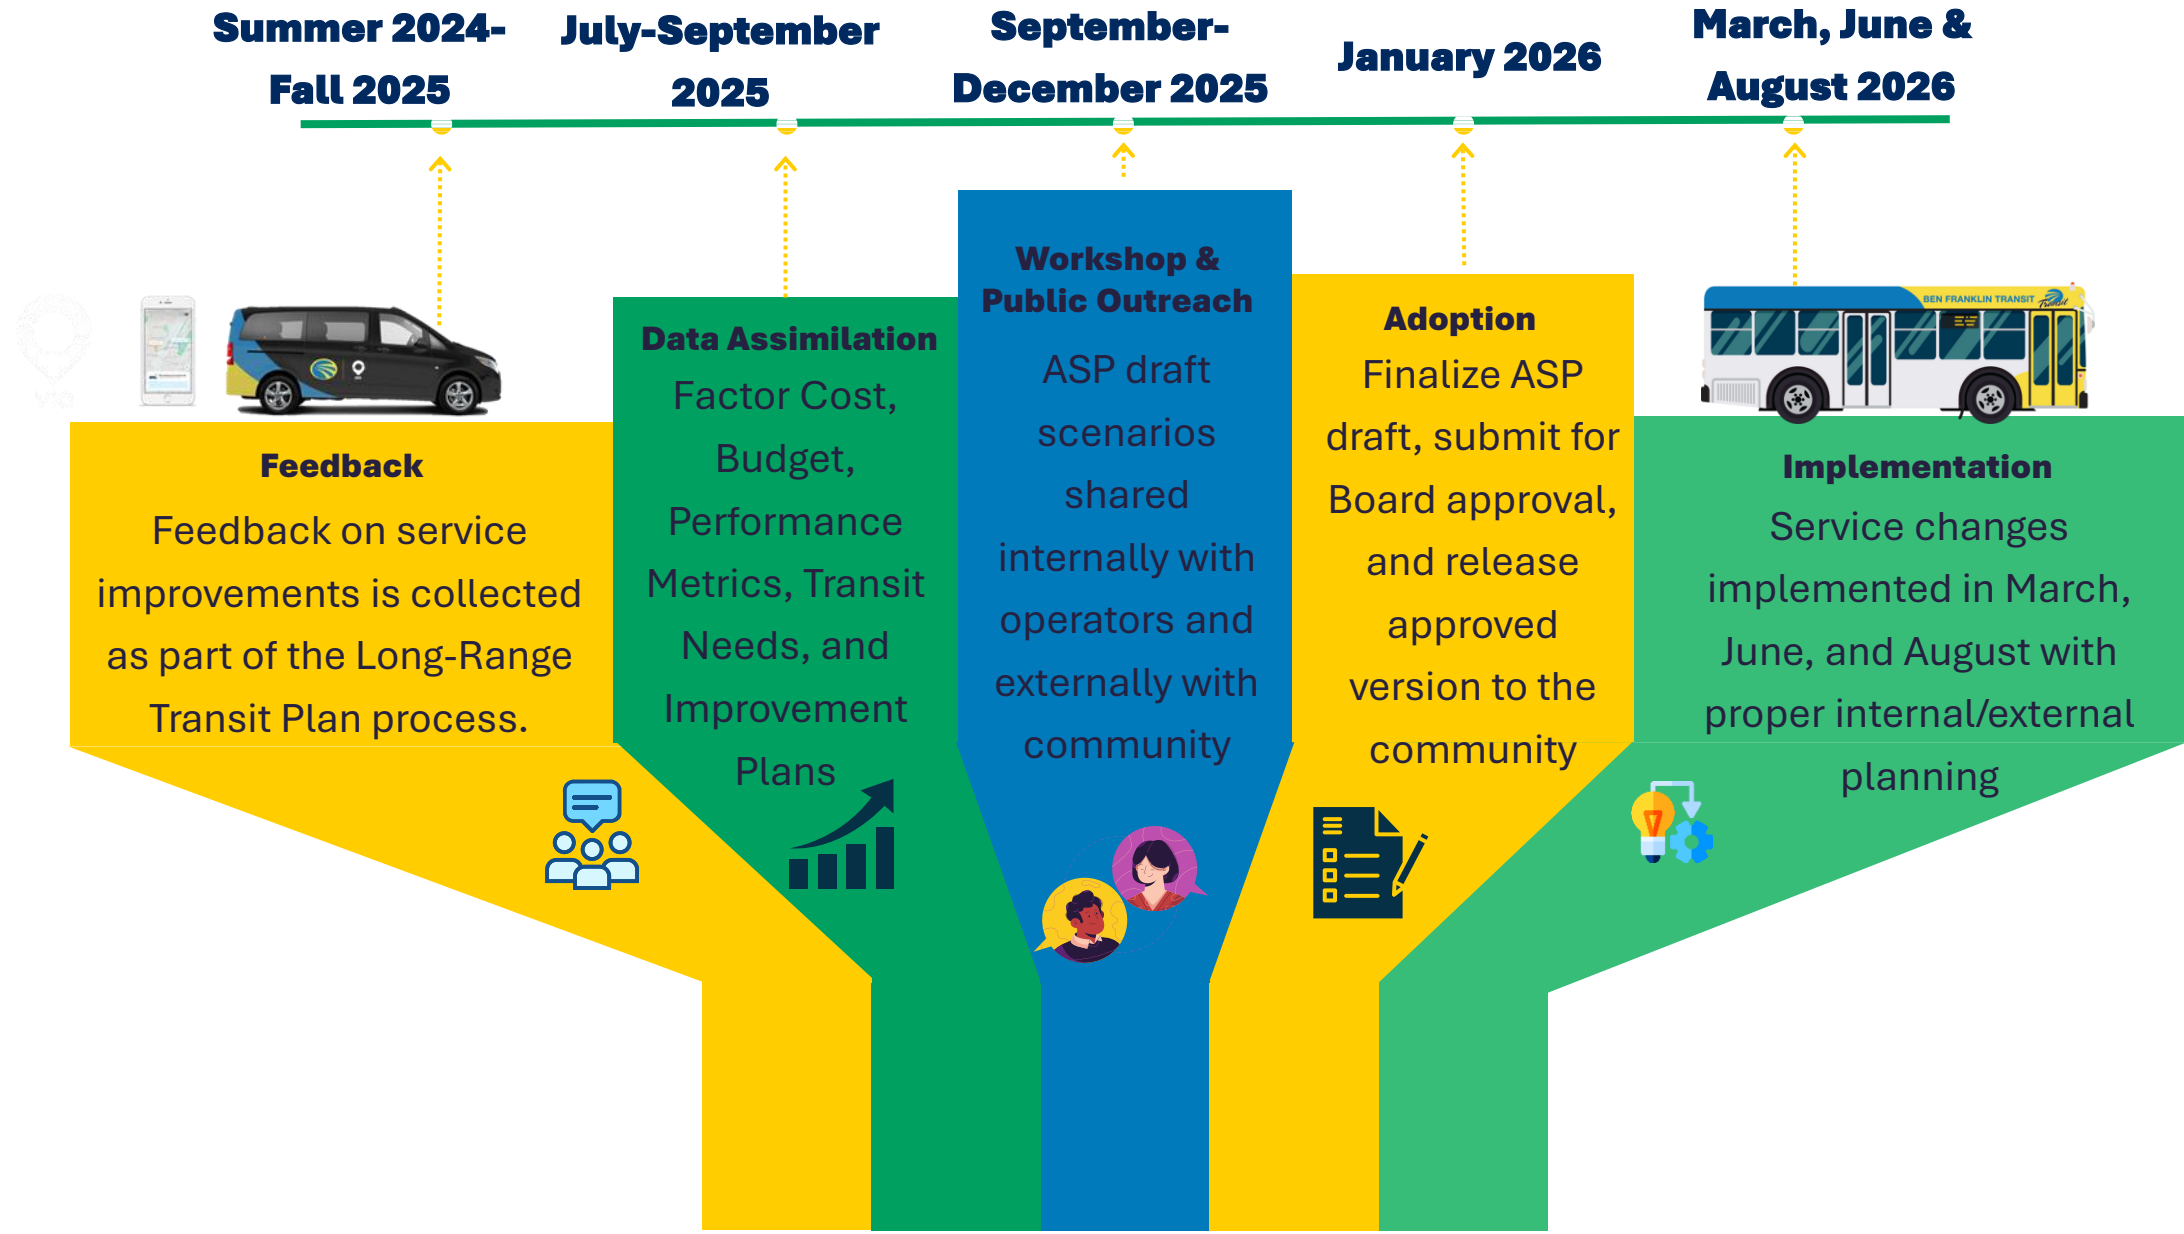 Summer 2024-
Fall 2025
July-September
2025
September-
December 2025
January 2026
March, June &
August 2026
Feedback
Feedback on service
improvements is collected
as part of the Long-Range
Transit Plan process.
Data Assimilation
Factor Cost,
Budget,
Performance
Metrics, Transit
Needs, and
Improvement
Plans
Workshop &
Public Outreach
ASP draft
scenarios
shared
internally with
operators and
externally with
community
Adoption
Finalize ASP
draft, submit for
Board approval,
and release
approved
version to the
community
BEN FRANKLIN TRANSIT
Transit
Implementation
Service changes
implemented in March,
June, and August with
proper internal/external
planning